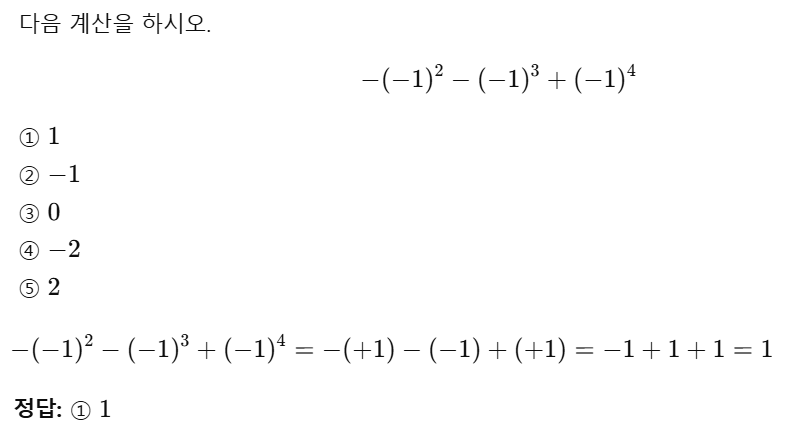 다음 계산을 하시오.
−(−1)² − (−1)³ + (−1)⁴
① 1
② −1
③ 0
④ −2
⑤ 2
−(−1)² − (−1)³ + (−1)⁴ = −(+1) − (−1) + (+1) = −1 + 1 + 1 = 1
정답: ① 1